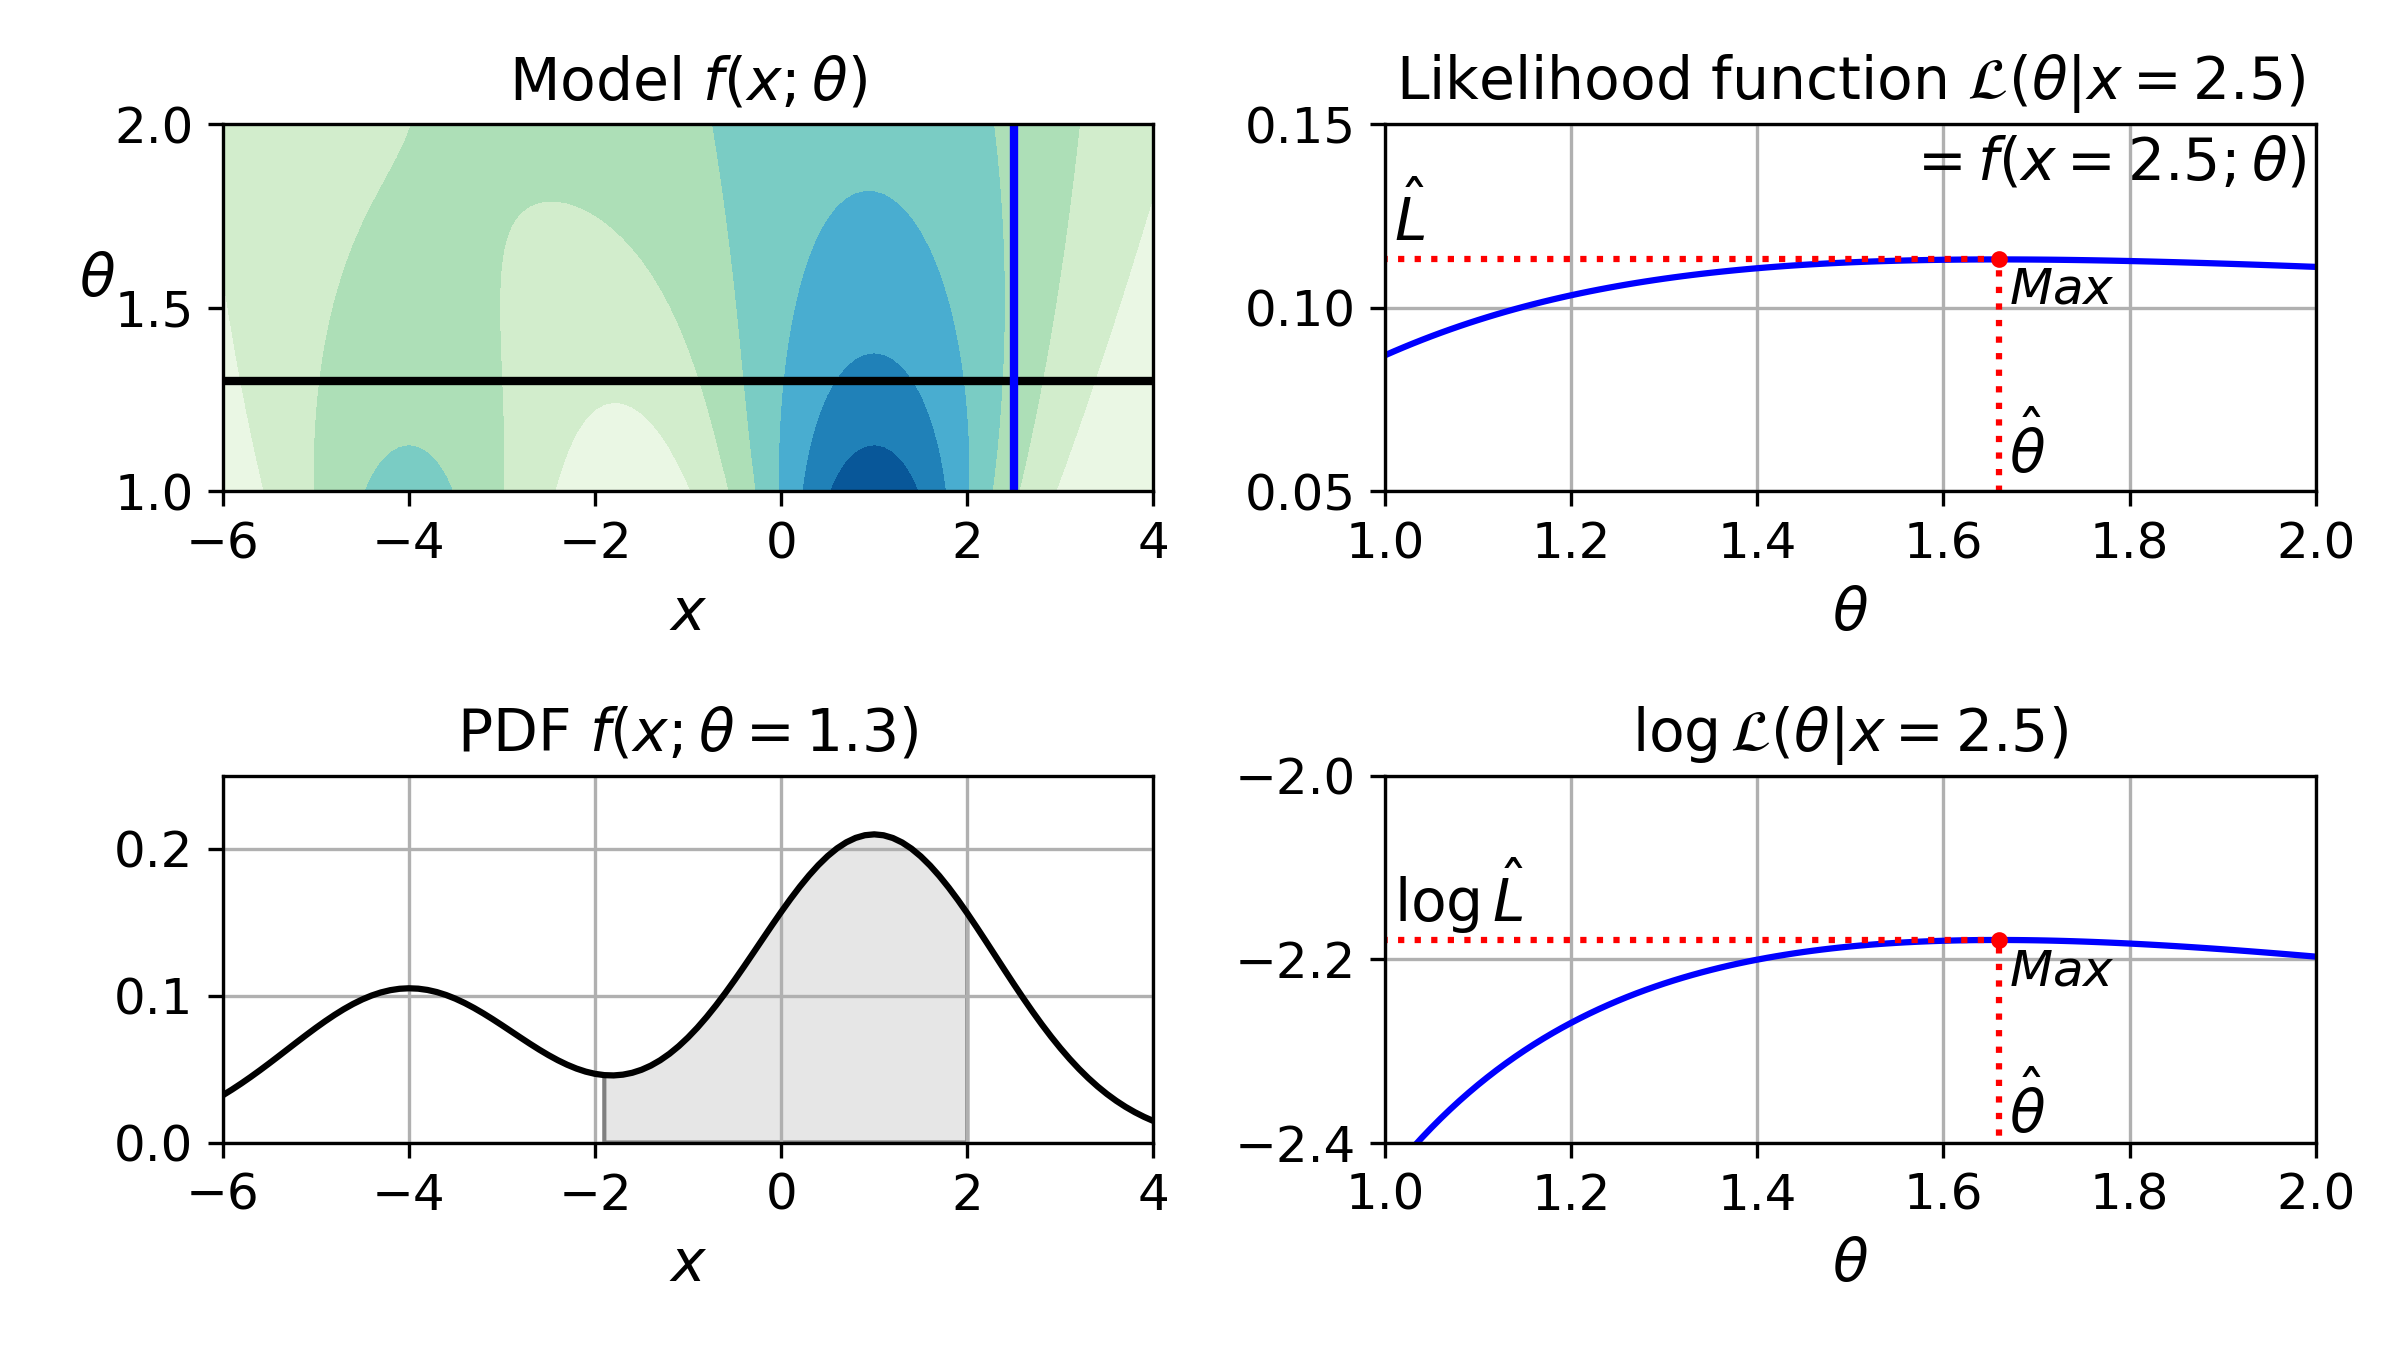 Model f(x; θ)
2.0
θ
1.5
1.0
−6 −4 −2 0 2 4
x
Likelihood function ℒ(θ|x = 2.5)
0.15
= f(x = 2.5; θ)
L̂
0.10
Max
θ̂
0.05
1.0 1.2 1.4 1.6 1.8 2.0
θ
PDF f(x; θ = 1.3)
0.2
0.1
0.0
−6 −4 −2 0 2 4
x
log ℒ(θ|x = 2.5)
−2.0
log L̂
−2.2
Max
θ̂
−2.4
1.0 1.2 1.4 1.6 1.8 2.0
θ